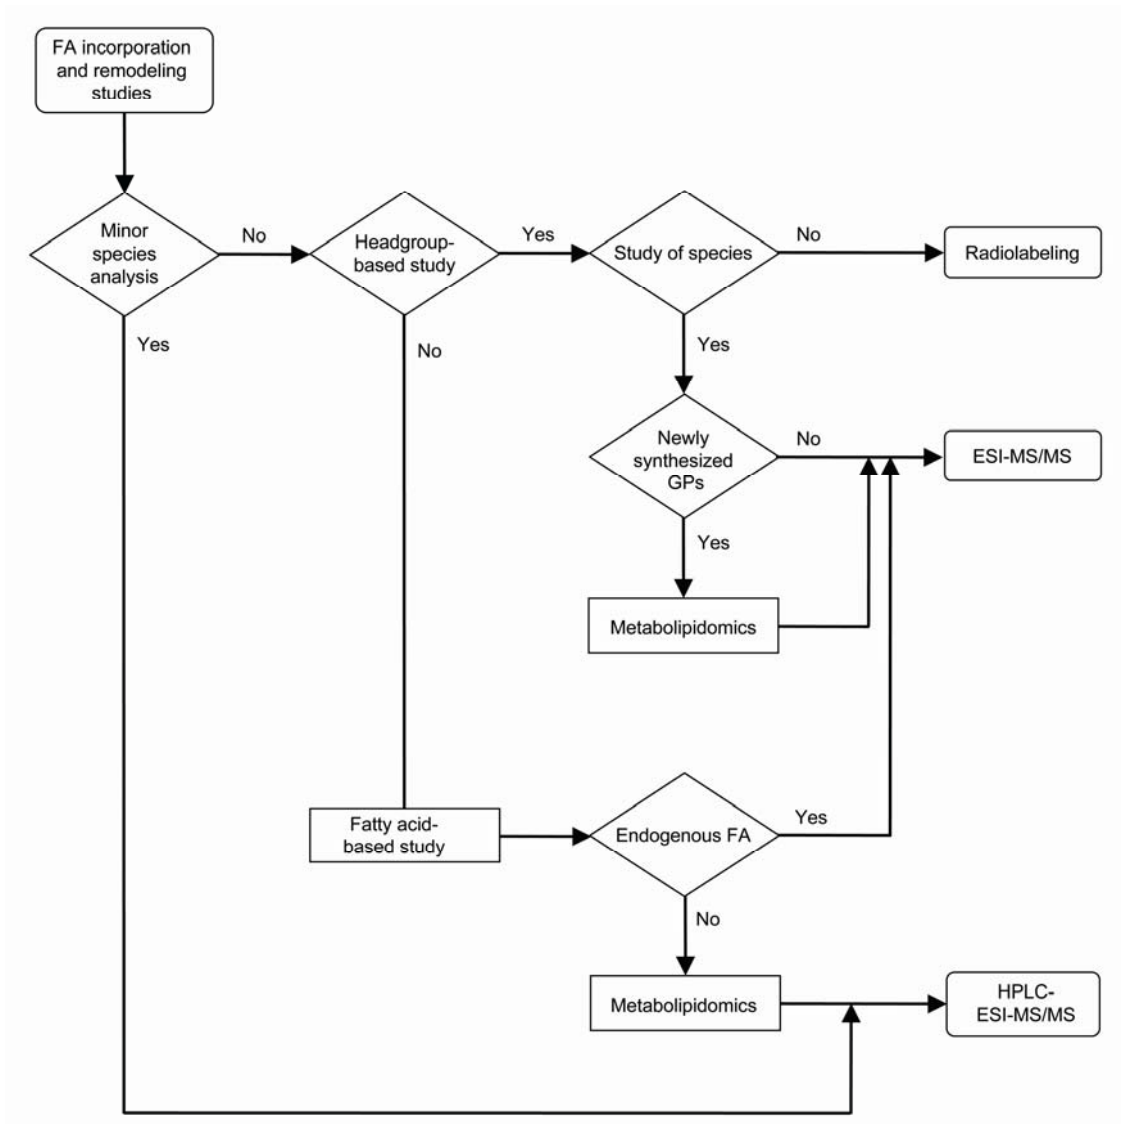 FA incorporation
and remodeling
studies
Minor
species
analysis
No
Headgroup-
based study
Yes
Study of species
No
Radiolabeling
Yes
No
Yes
Newly
synthesized
GPs
No
ESI-MS/MS
Yes
Metabolipidomics
Fatty acid-
based study
Endogenous FA
Yes
No
Metabolipidomics
HPLC-
ESI-MS/MS